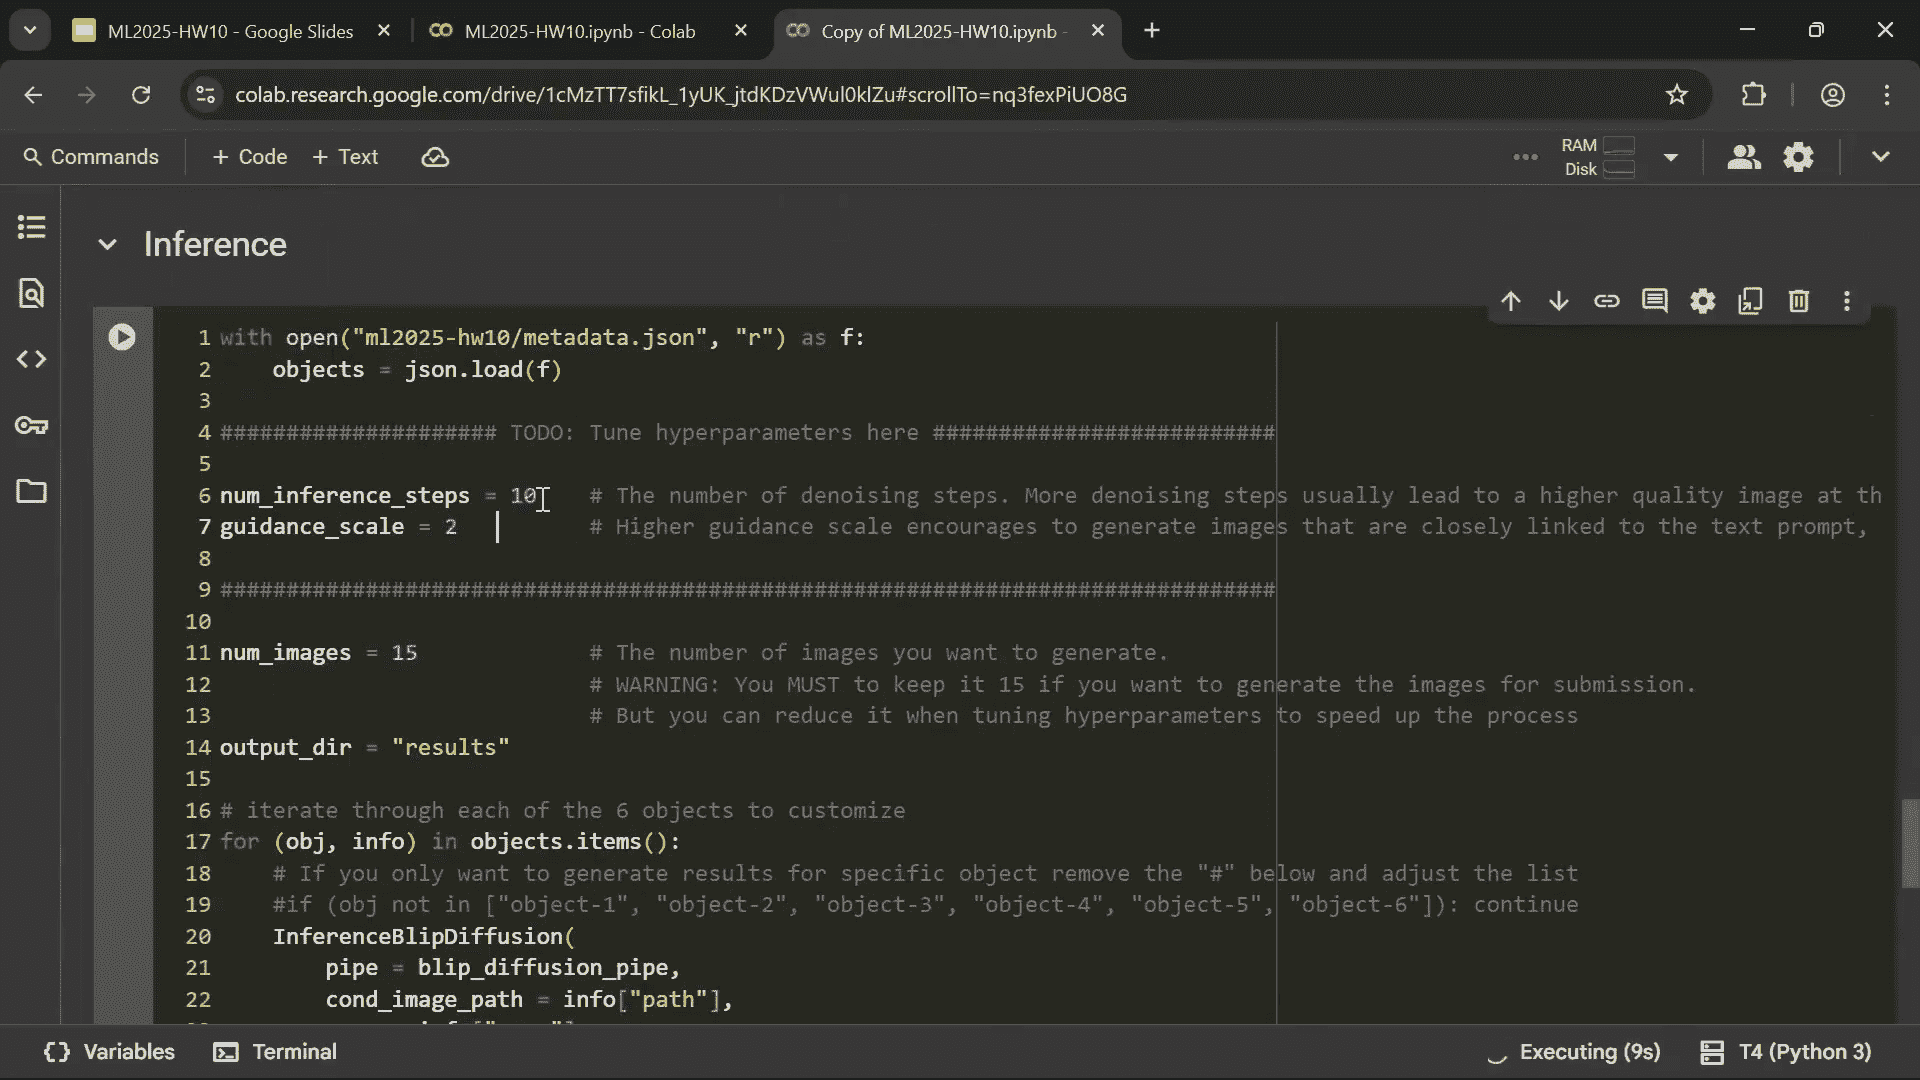 ML2025-HW10 - Google Slides
ML2025-HW10.ipynb - Colab
Copy of ML2025-HW10.ipynb -
colab.research.google.com/drive/1cMzTT7sfikL_1yUK_jtdKDzVWul0klZu#scrollTo=nq3fexPiUO8G
Commands + Code + Text RAM
Disk
Inference
1 with open("ml2025-hw10/metadata.json", "r") as f:
2 objects = json.load(f)
3
4 ##################### TODO: Tune hyperparameters here ##########################
5
6 num_inference_steps = 10 # The number of denoising steps. More denoising steps usually lead to a higher quality image at th
7 guidance_scale = 2 # Higher guidance scale encourages to generate images that are closely linked to the text prompt,
8
9 ################################################################################
10
11 num_images = 15 # The number of images you want to generate.
12 # WARNING: You MUST to keep it 15 if you want to generate the images for submission.
13 # But you can reduce it when tuning hyperparameters to speed up the process
14 output_dir = "results"
15
16 # iterate through each of the 6 objects to customize
17 for (obj, info) in objects.items():
18 # If you only want to generate results for specific object remove the "#" below and adjust the list
19 #if (obj not in ["object-1", "object-2", "object-3", "object-4", "object-5", "object-6"]): continue
20 InferenceBlipDiffusion(
21 pipe = blip_diffusion_pipe,
22 cond_image_path = info["path"],
Variables Terminal Executing (9s) T4 (Python 3)